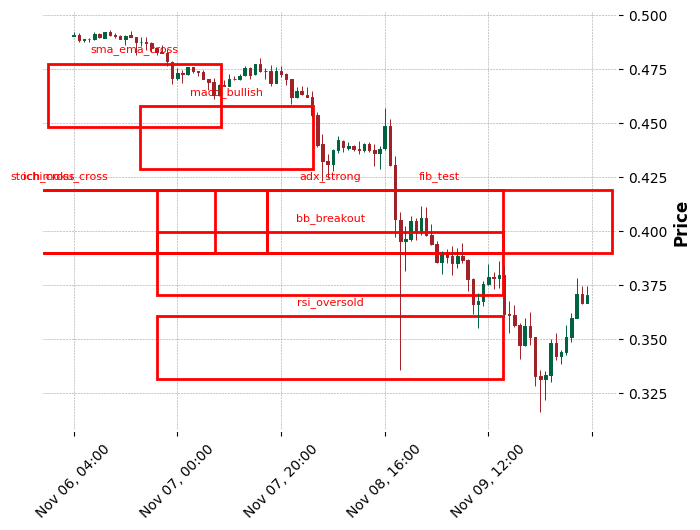 0.500
sma_ema_cross
0.475
macd_bullish
0.450
adx_strong
fib_test
0.425
bb_breakout
0.400
0.375
rsi_oversold
0.350
0.325
Price
Nov 06, 04:00
Nov 07, 00:00
Nov 07, 20:00
Nov 08, 16:00
Nov 09, 12:00